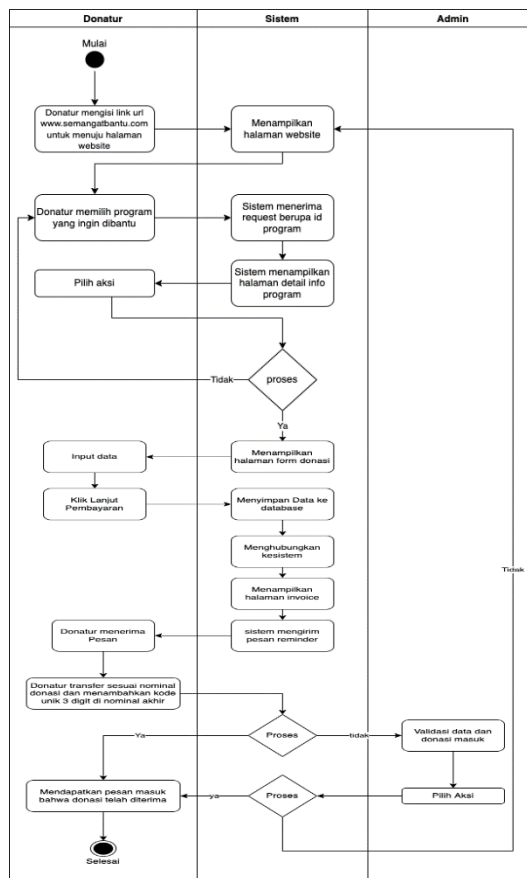 Donatur
Sistem
Admin
Mulai
Donatur mengisi link url
www.semangatbantu.com
untuk menuju halaman
website
Menampilkan
halaman website
Donatur memilih program
yang ingin dibantu
Sistem menerima
request berupa id
program
Pilih aksi
Sistem menampilkan
halaman detail info
program
Tidak
proses
Ya
Input data
Menampilkan
halaman form donasi
Klik Lanjut
Pembayaran
Menyimpan Data ke
database
Menghubungkan
kesistem
Tidak
Menampilkan
halaman invoice
Donatur menerima
Pesan
sistem mengirim
pesan reminder
Donatur transfer sesuai nominal
donasi dan menambahkan kode
unik 3 digit di nominal akhir
Ya
Proses
tidak
Validasi data dan
donasi masuk
Mendapatkan pesan masuk
bahwa donasi telah diterima
ya
Proses
Pilih Aksi
Selesai